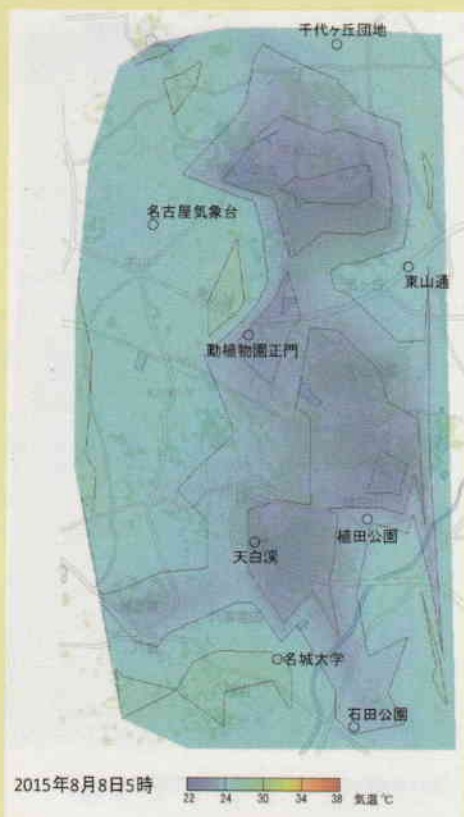 千代ヶ丘団地
名古屋気象台
東山通
動植物園正門
植田公園
天白渓
名城大学
石田公園
2015年8月8日5時
22 24 30 34 38 気温 ℃